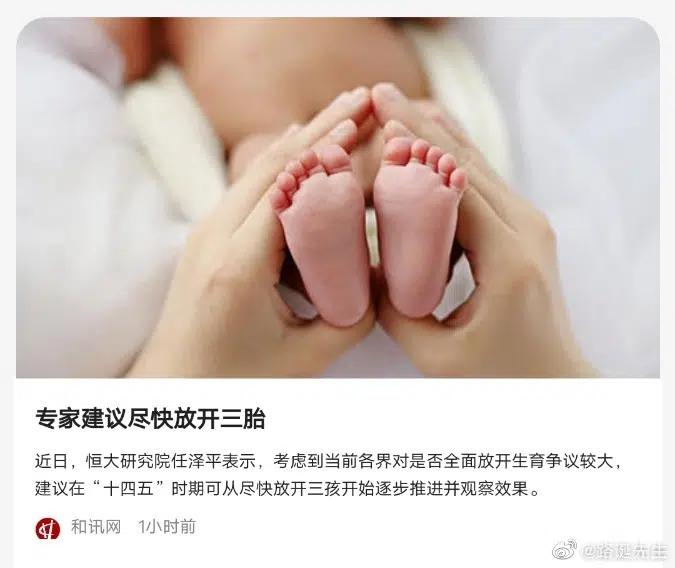 专家建议尽快放开三胎
近日，恒大研究院任泽平表示，考虑到当前各界对是否全面放开生育争议较大，
建议在“十四五”时期可从尽快放开三孩开始逐步推进并观察效果。
和讯网 1小时前
@路诞先生